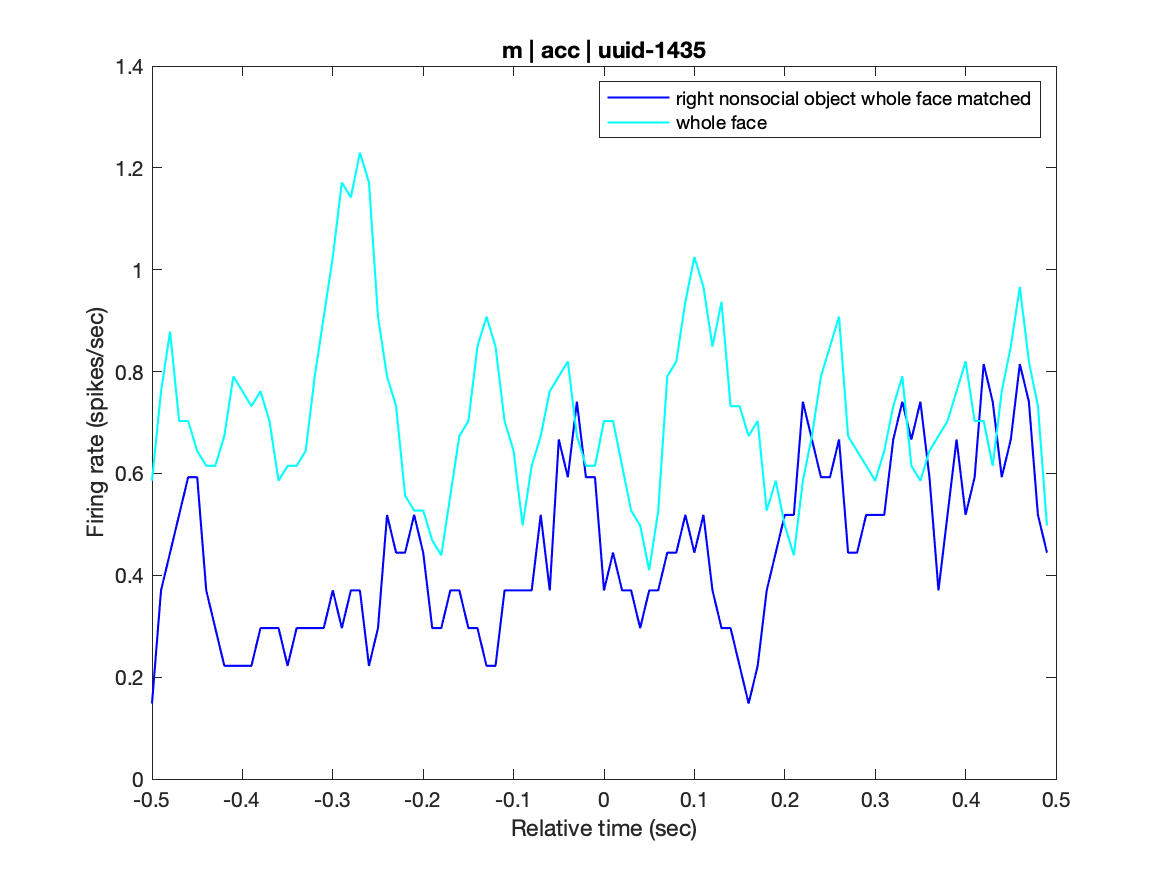 m | acc | uuid-1435
right nonsocial object whole face matched
whole face
Firing rate (spikes/sec)
1.4
1.2
1
0.8
0.6
0.4
0.2
0
-0.5 -0.4 -0.3 -0.2 -0.1 0 0.1 0.2 0.3 0.4 0.5
Relative time (sec)